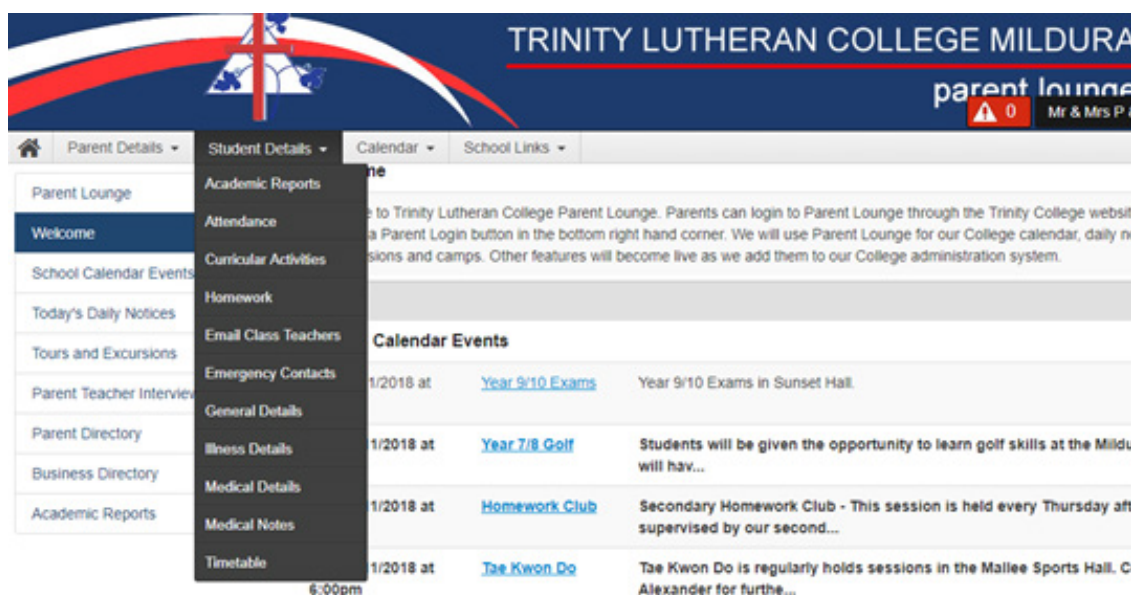 TRINITY LUTHERAN COLLEGE MILDURA
parent lounge
0 Mr & Mrs P
Parent Details Student Details Calendar School Links
Parent Lounge
Welcome
School Calendar Events
Today's Daily Notices
Tours and Excursions
Parent Teacher Interview
Parent Directory
Business Directory
Academic Reports
Academic Reports
Attendance
Curricular Activities
Homework
Email Class Teachers
Emergency Contacts
General Details
Illness Details
Medical Details
Medical Notes
Timetable
to Trinity Lutheran College Parent Lounge. Parents can login to Parent Lounge through the Trinity College
a Parent Login button in the bottom right hand corner. We will use Parent Lounge for our College calendar, daily
and camps. Other features will become live as we add them to our College administration system.
Calendar Events
1/2018 at Year 9/10 Exams Year 9/10 Exams in Sunset Hall.
1/2018 at Year 7/8 Golf Students will be given the opportunity to learn golf skills at the
will hav...
1/2018 at Homework Club Secondary Homework Club - This session is held every Thursday
supervised by our second...
1/2018 at Tae Kwon Do Tae Kwon Do is regularly holds sessions in the Mallee Sports Hall.
6:00pm Alexander for furthe...